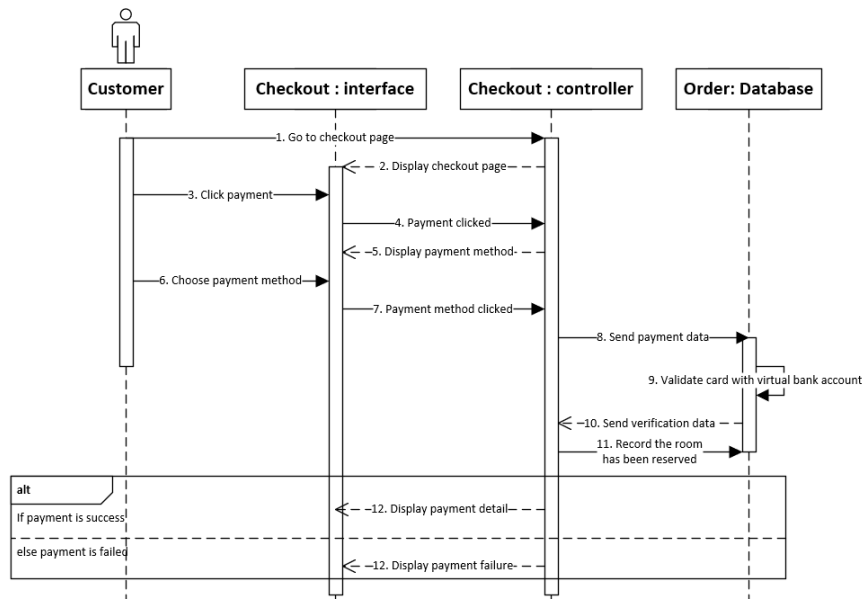 Customer
Checkout : interface
Checkout : controller
Order: Database
1. Go to checkout page
2. Display checkout page
3. Click payment
4. Payment clicked
5. Display payment method
6. Choose payment method
7. Payment method clicked
8. Send payment data
9. Validate card with virtual bank account
10. Send verification data
11. Record the room
has been reserved
alt
12. Display payment detail
If payment is success
else payment is failed
12. Display payment failure